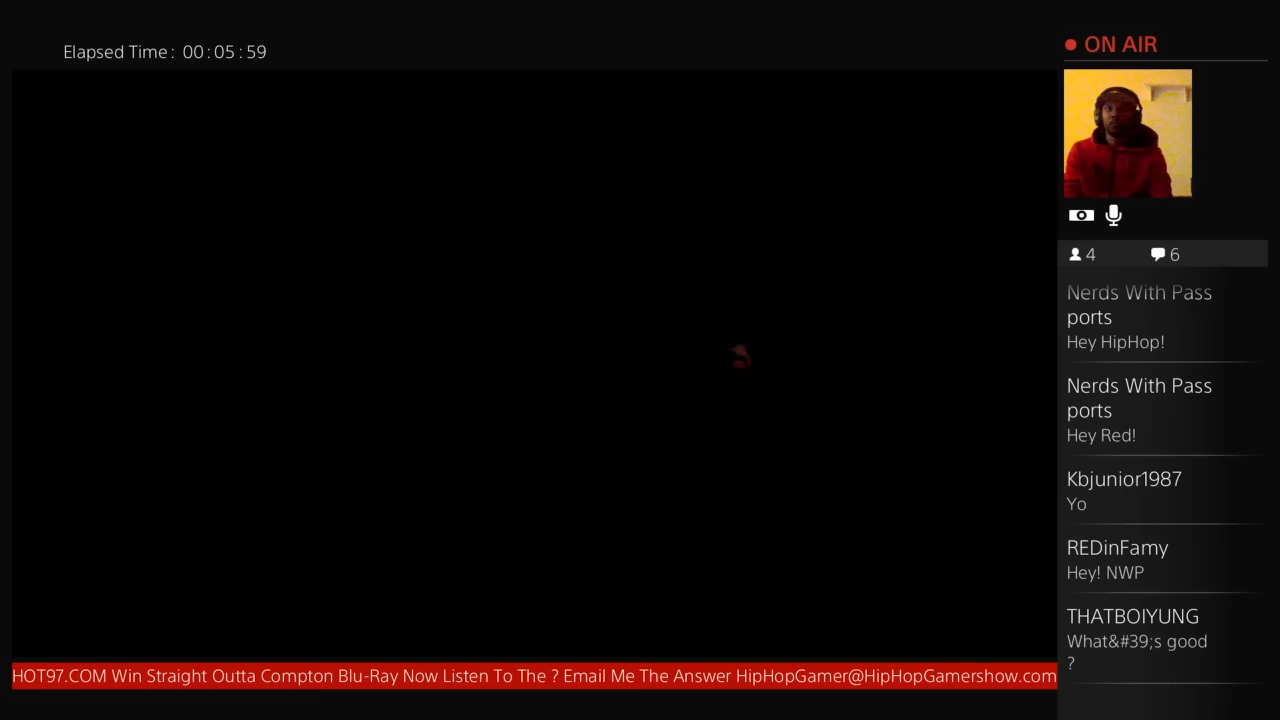 Elapsed Time: 00:05:59
ON AIR
4
6
Nerds With Pass
ports
Hey HipHop!
Nerds With Pass
ports
Hey Red!
Kbjunior1987
Yo
REDinFamy
Hey! NWP
THATBOIYUNG
What&#39;s good
?
HOT97.COM Win Straight Outta Compton Blu-Ray Now Listen To The ? Email Me The Answer HipHopGamer@HipHopGamershow.com